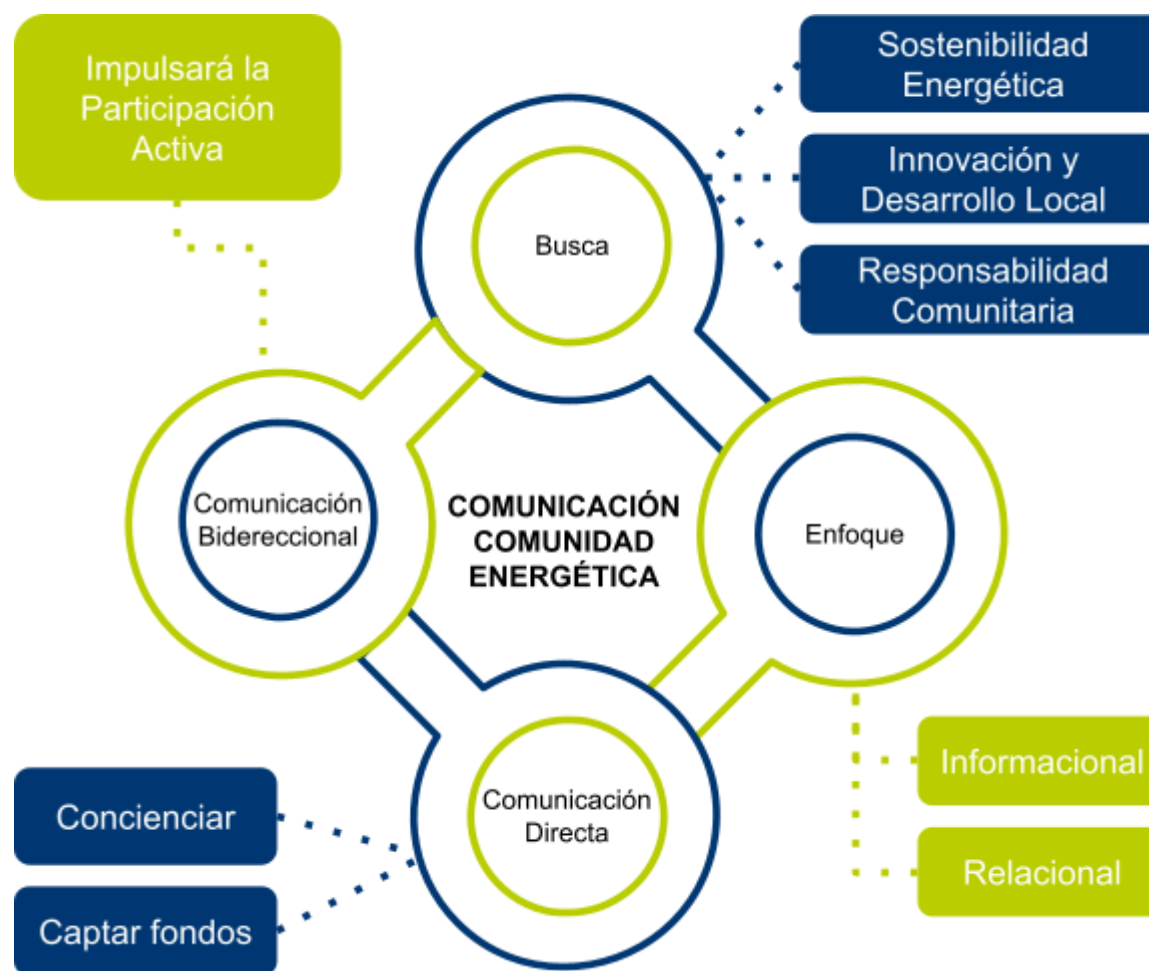 Impulsará la
Participación
Activa
Sostenibilidad
Energética
Innovación y
Desarrollo Local
Responsabilidad
Comunitaria
Busca
Comunicación
Bidereccional
COMUNICACIÓN
COMUNIDAD
ENERGÉTICA
Enfoque
Comunicación
Directa
Informacional
Relacional
Concienciar
Captar fondos